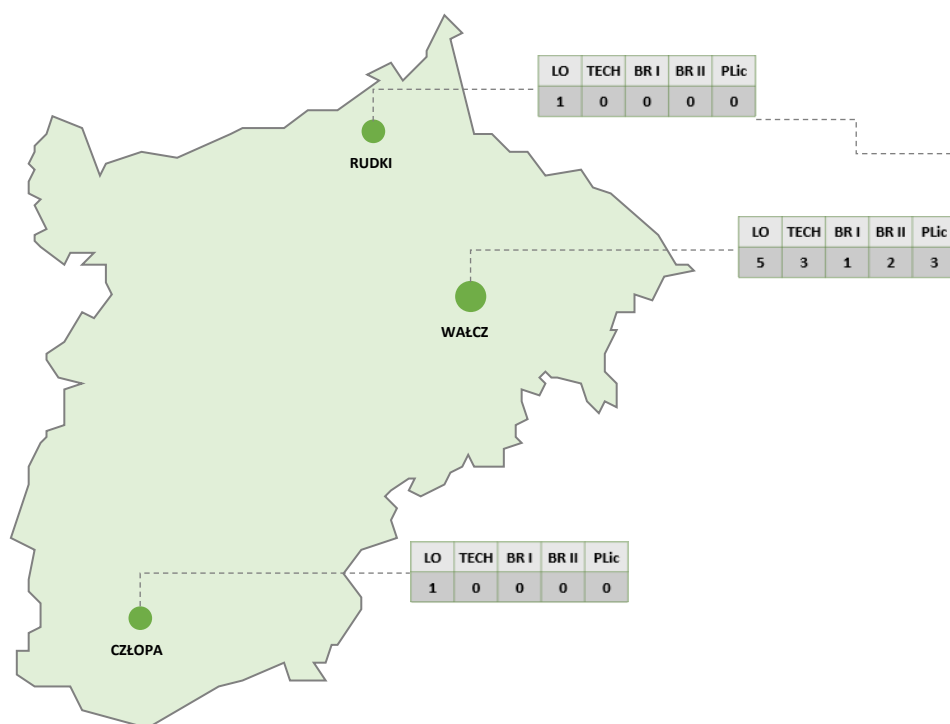 LO TECH BR I BR II PLic
1 0 0 0 0
RUDKI
LO TECH BR I BR II PLic
5 3 1 2 3
WAŁCZ
LO TECH BR I BR II PLic
1 0 0 0 0
CZŁOPA